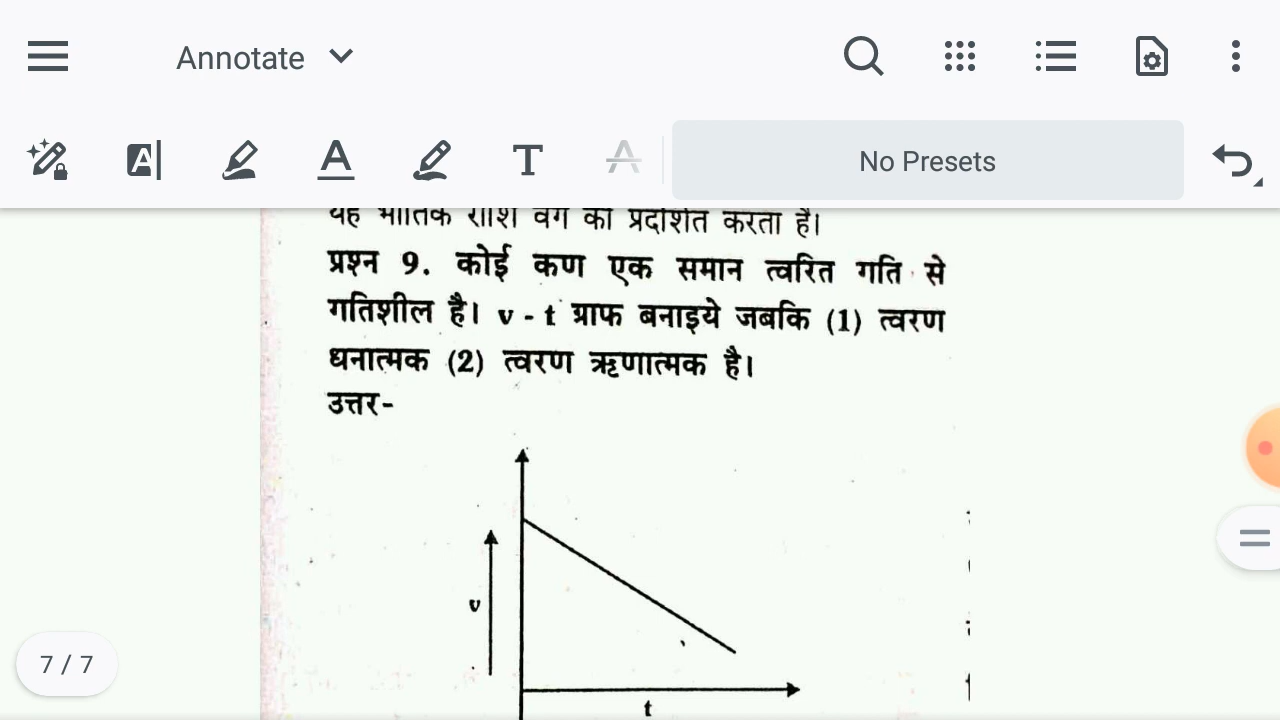 Annotate
No Presets
यह भौतिक राशि वेग को प्रदर्शित करता है।
प्रश्न 9. कोई कण एक समान त्वरित गति से
गतिशील है। v - t ग्राफ बनाइये जबकि (1) त्वरण
धनात्मक (2) त्वरण ऋणात्मक है।
उत्तर-
v
t
7 / 7